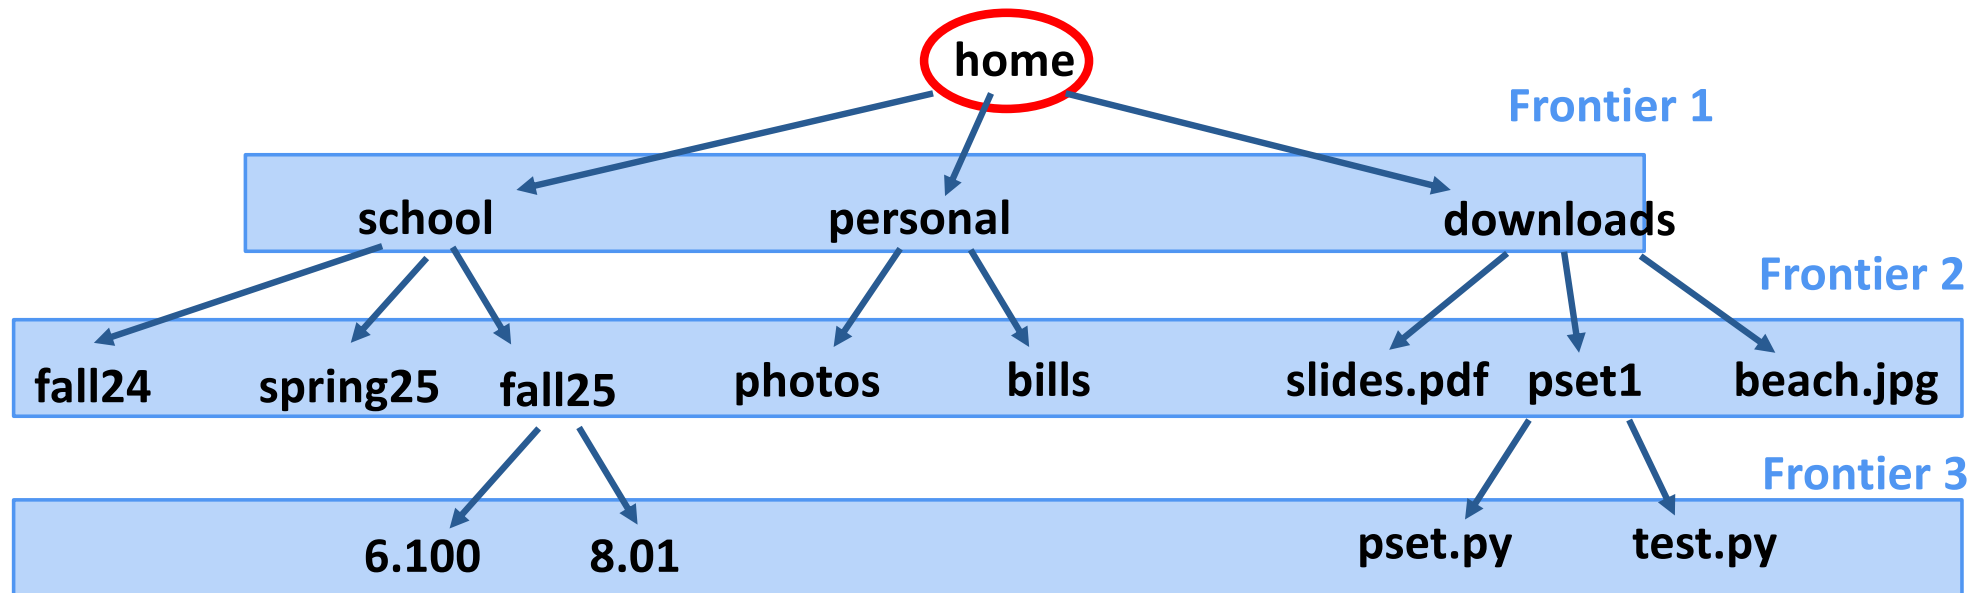 home
Frontier 1
school personal downloads
Frontier 2
fall24 spring25 fall25 photos bills slides.pdf pset1 beach.jpg
Frontier 3
6.100 8.01 pset.py test.py